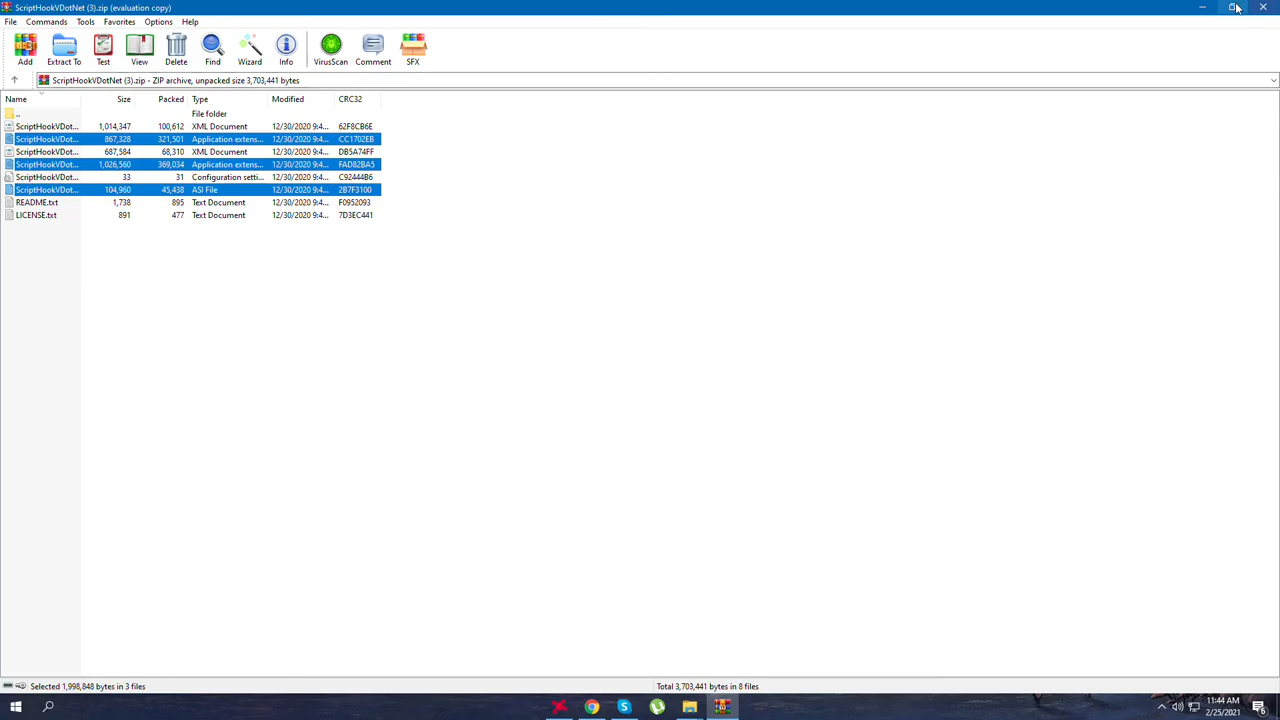 ScriptHookVDotNet (3).zip (evaluation copy)
File Commands Tools Favorites Options Help
Add Extract To Test View Delete Find Wizard Info VirusScan Comment SFX
ScriptHookVDotNet (3).zip - ZIP archive, unpacked size 3,703,441 bytes
Name Size Packed Type Modified CRC32
.. File folder
ScriptHookVDot... 1,014,347 100,612 XML Document 12/30/2020 9:4... 62F8CB6E
ScriptHookVDot... 867,328 321,501 Application extens... 12/30/2020 9:4... CC1702EB
ScriptHookVDot... 687,584 68,310 XML Document 12/30/2020 9:4... DB5A74FF
ScriptHookVDot... 1,026,560 369,034 Application extens... 12/30/2020 9:4... FAD82BA5
ScriptHookVDot... 33 31 Configuration setti... 12/30/2020 9:4... C92444B6
ScriptHookVDot... 104,960 45,438 ASI File 12/30/2020 9:4... 2B7F3100
README.txt 1,738 895 Text Document 12/30/2020 9:4... F0952093
LICENSE.txt 891 477 Text Document 12/30/2020 9:4... 7D3EC441
Selected 1,998,848 bytes in 3 files Total 3,703,441 bytes in 8 files
11:44 AM
2/25/2021
6